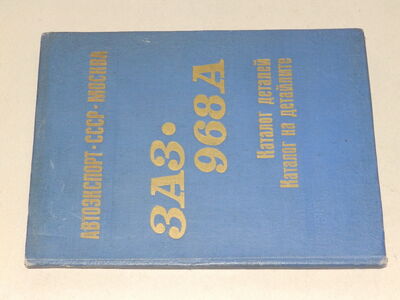 АВТОЭКСПОРТ·СССР·МОСКВА
ЗАЗ·
968А
Каталог деталей
Каталог на детайлите